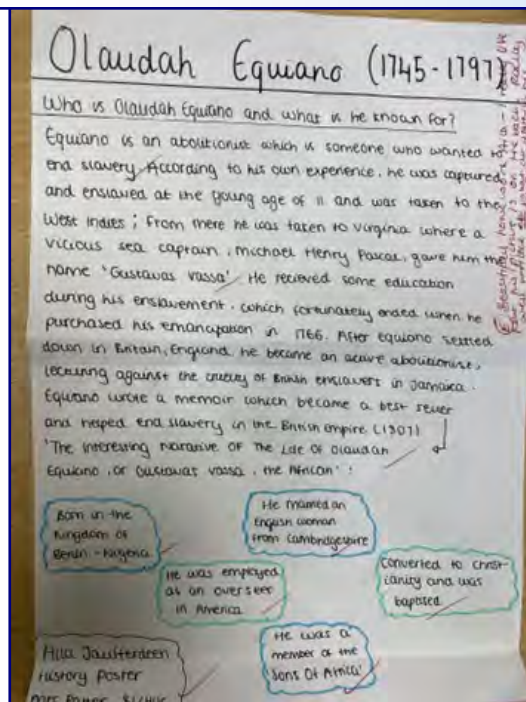 Olaudah Equiano (1745-1797)
Who is Olaudah Equiano and what is he known for?
Equiano is an abolitionist which is someone who wanted to
end slavery. According to his own experience, he was captured
and enslaved at the young age of 11 and was taken to the
West Indies; from there he was taken to Virginia where a
vicious sea captain, Michael Henry Pascal, gave him the
name 'Gustavas Vassa'. He recieved some education
during his enslavement, which fortunately ended when he
purchased his emancipation in 1766. After equiano settled
down in Britain, England, he became an active abolitionist,
lecturing against the cruelty of British enslavers in Jamaica.
Equiano wrote a memoir which became a best seller
and helped end slavery in the British empire (1807)
'The Interesting Narative of The Life Of Olaudah
Equiano, or Gustavas Vassa, the African'!
Born in the
Kingdom of
Benin - Nigeria
He married an
English woman
from Cambridgeshire
He was employed
as an overseer
in America
Converted to christ-
ianity and was
baptised
He was a
member of the
'Sons Of Africa'
History Poster